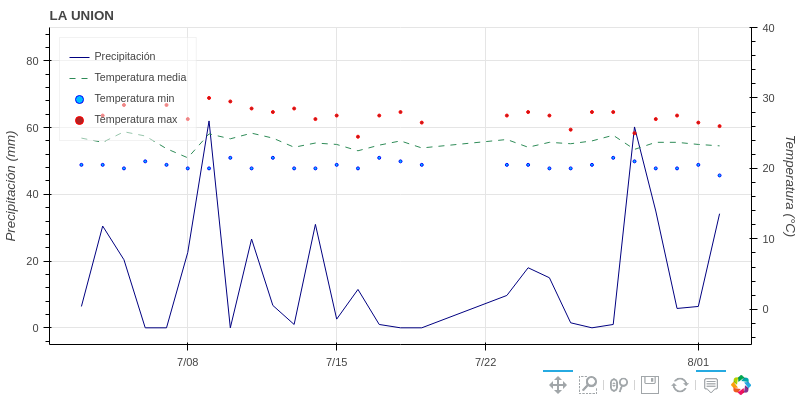 LA UNION
Precipitación
Temperatura media
Temperatura min
Temperatura max
Precipitación (mm)
80
60
40
20
0
Temperatura (°C)
40
30
20
10
0
7/08
7/15
7/22
8/01